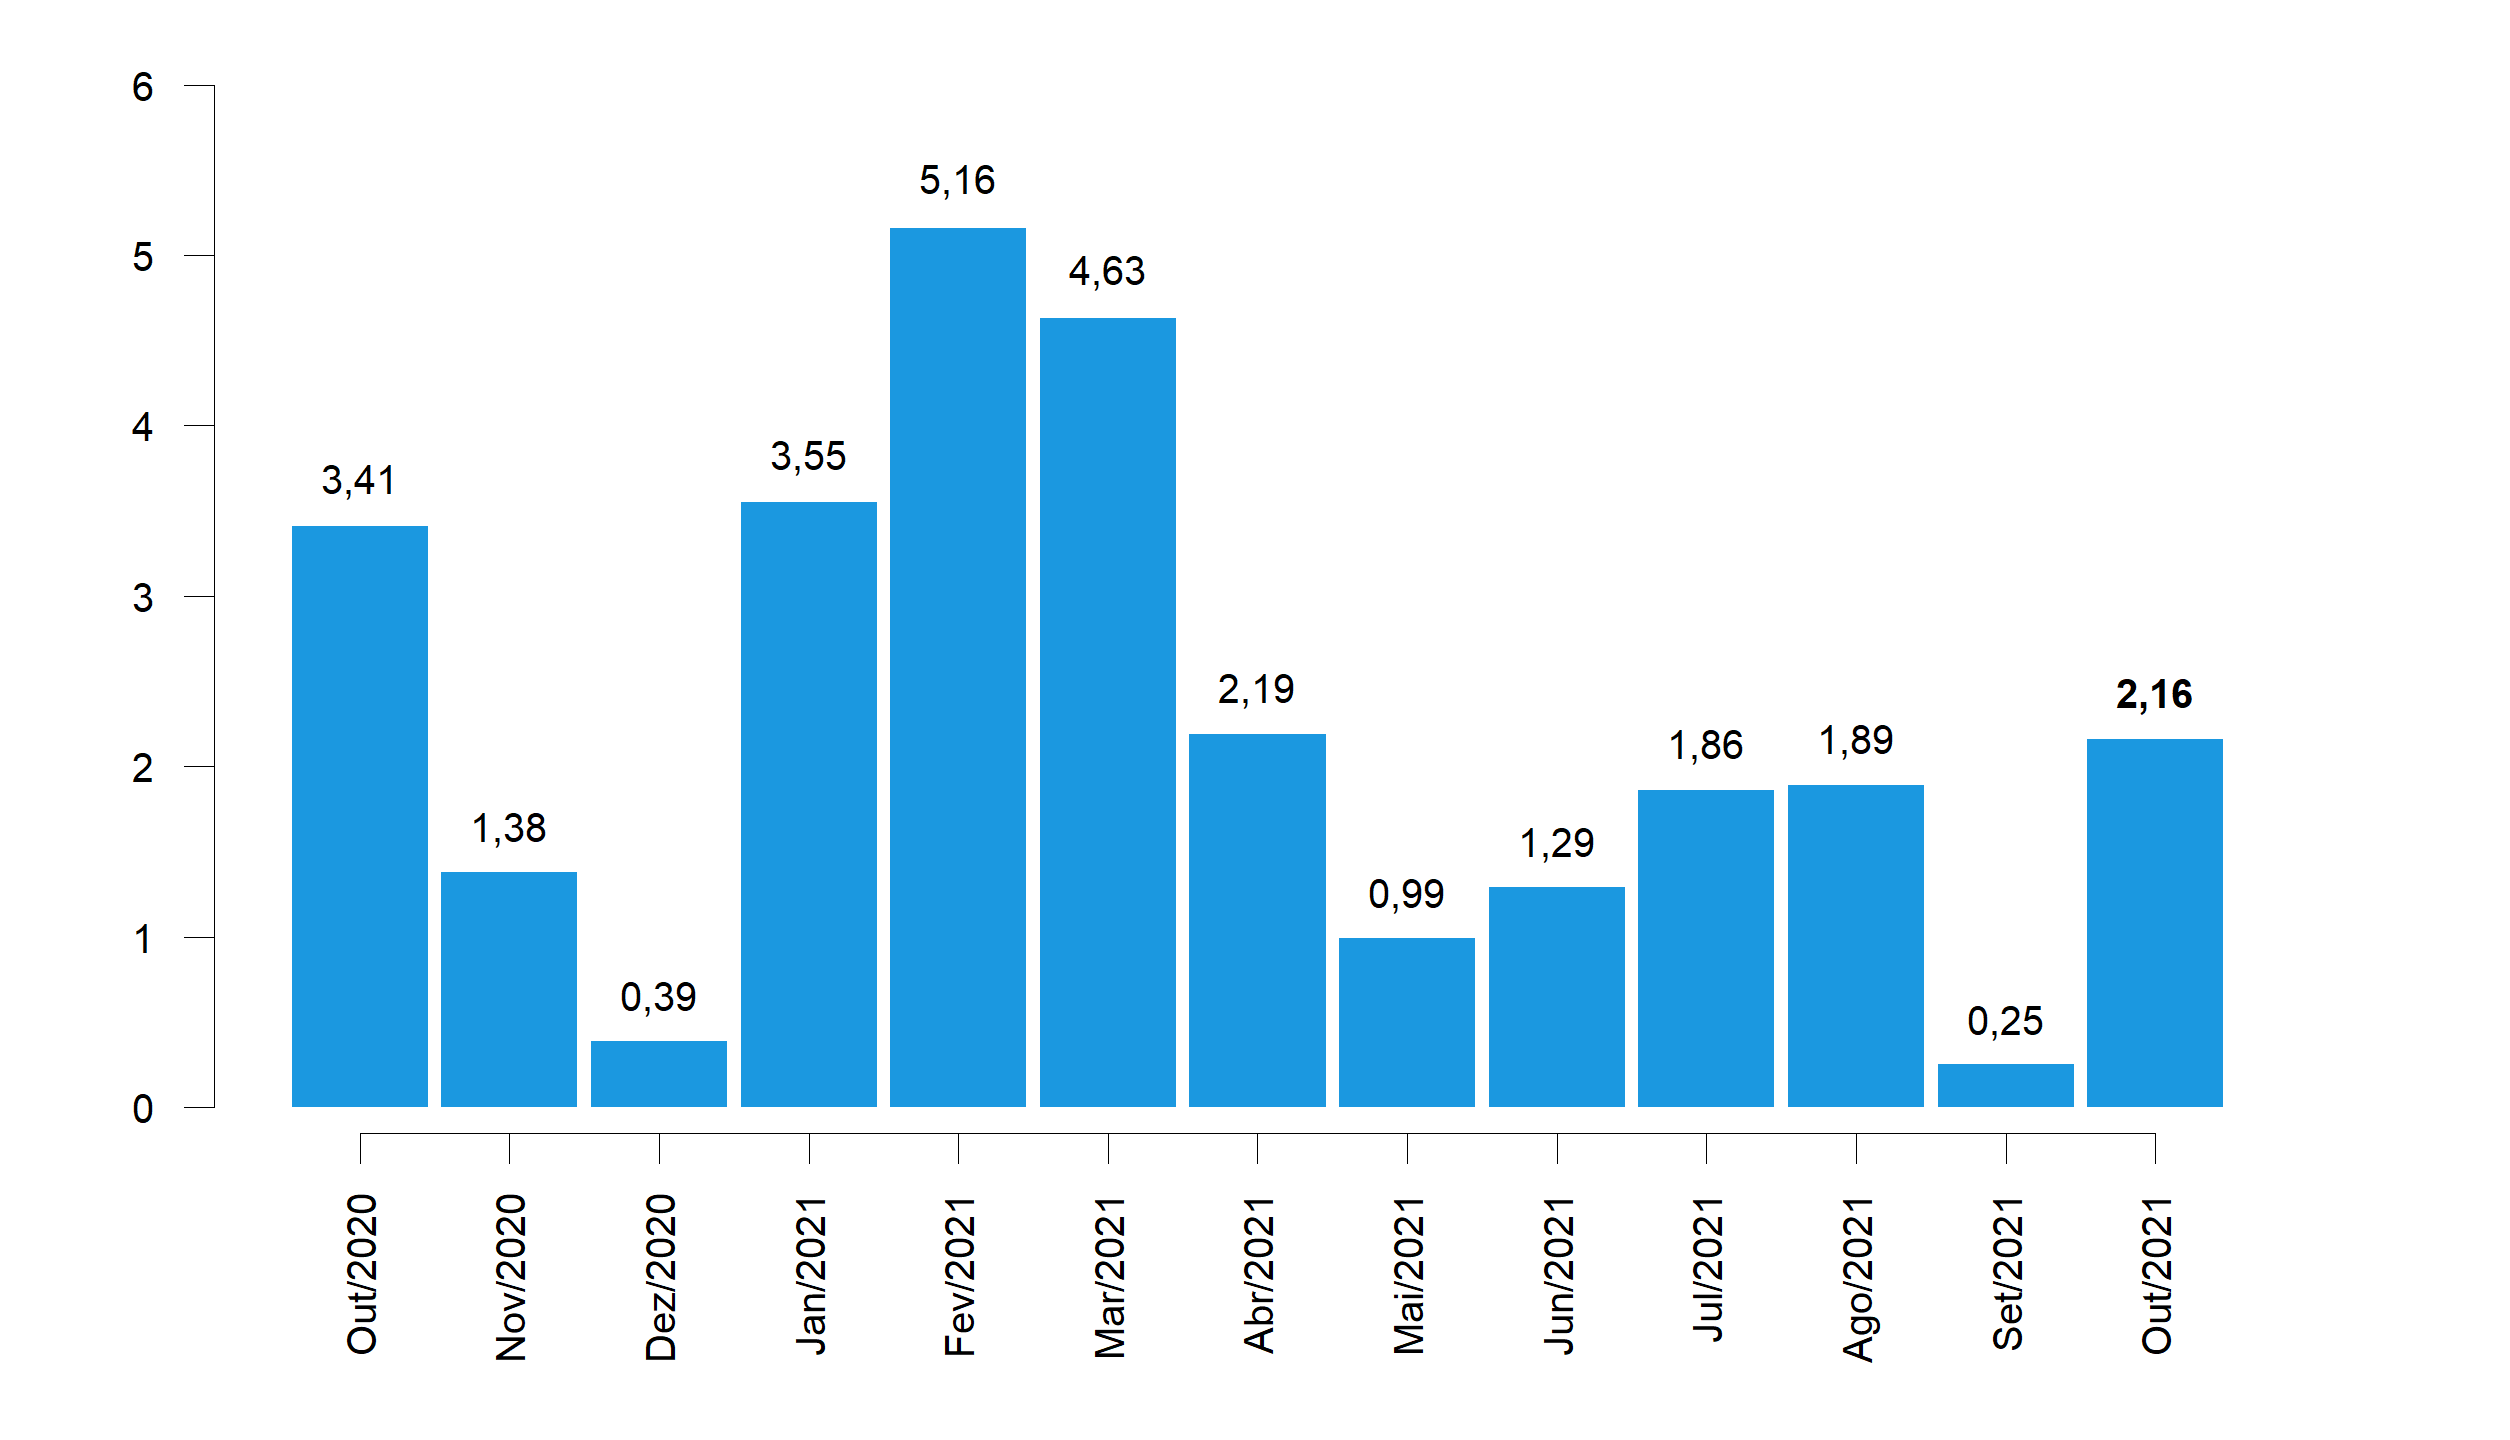 6
5
4
3
2
1
0
3,41
1,38
0,39
3,55
5,16
4,63
2,19
0,99
1,29
1,86
1,89
0,25
2,16
Out/2020
Nov/2020
Dez/2020
Jan/2021
Fev/2021
Mar/2021
Abr/2021
Mai/2021
Jun/2021
Jul/2021
Ago/2021
Set/2021
Out/2021